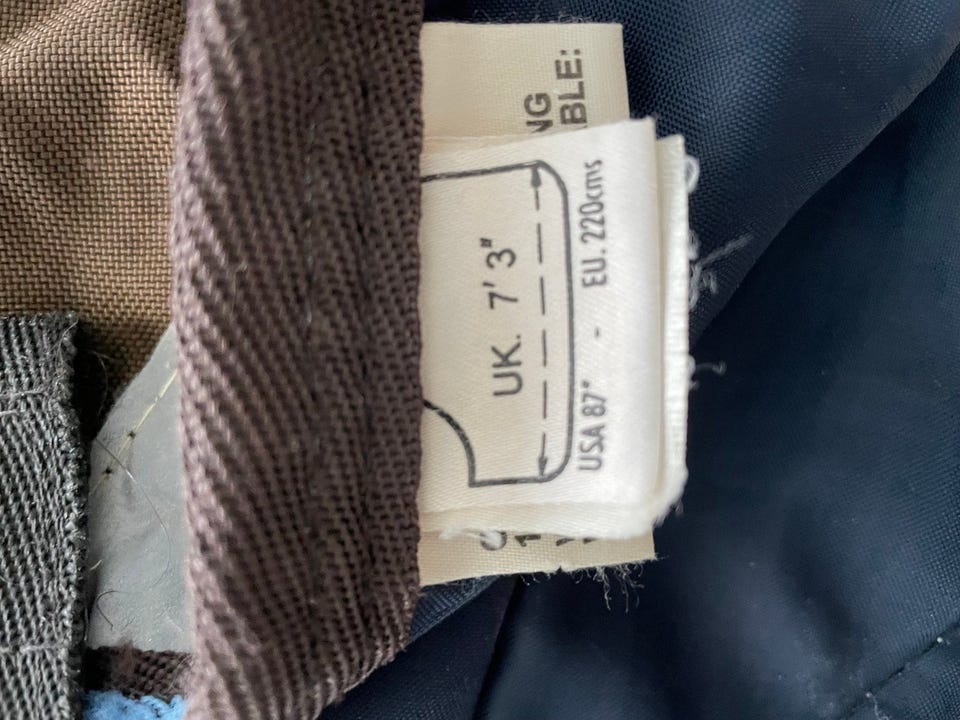 UK. 7' 3"
USA 87" - EU. 220cms